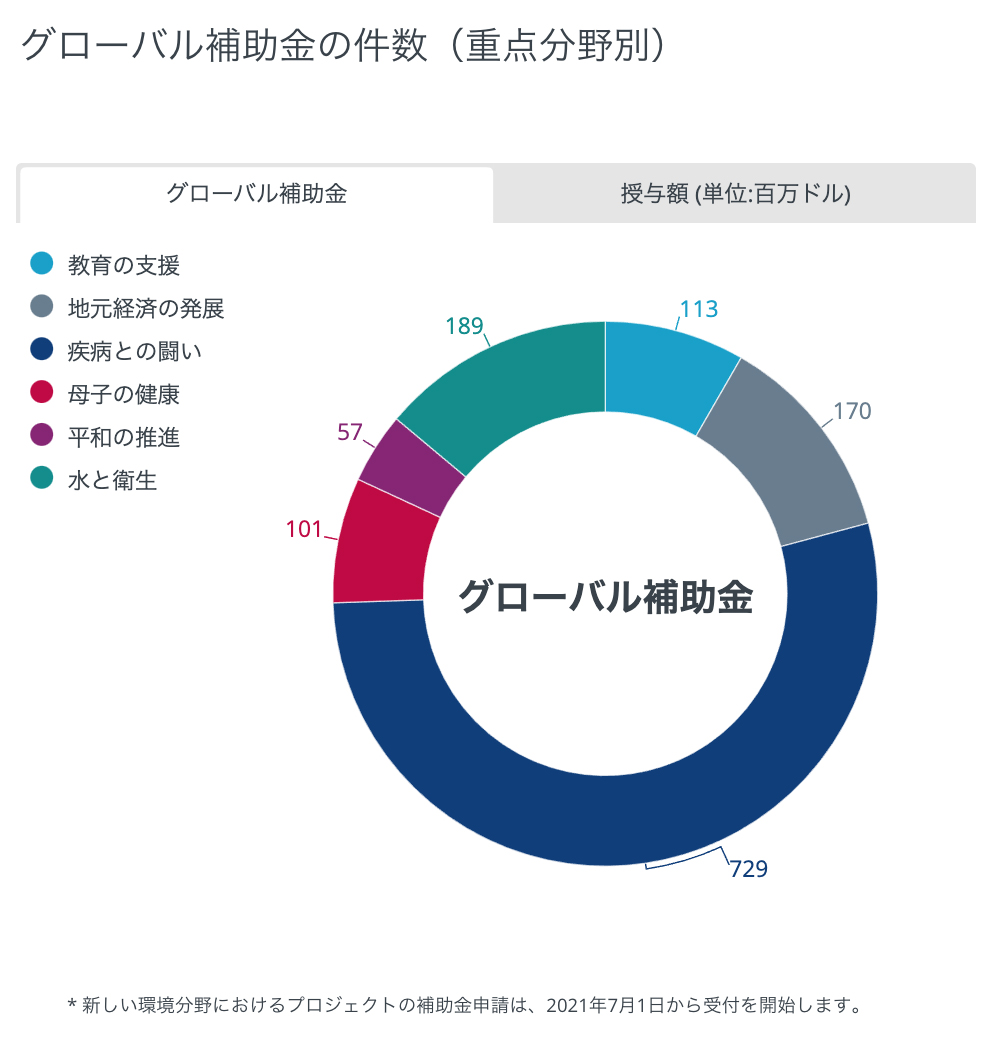 グローバル補助金の件数（重点分野別）
グローバル補助金
授与額 (単位:百万ドル)
教育の支援
地元経済の発展
疾病との闘い
母子の健康
平和の推進
水と衛生
113
189
170
57
101
グローバル補助金
729
* 新しい環境分野におけるプロジェクトの補助金申請は、2021年7月1日から受付を開始します。